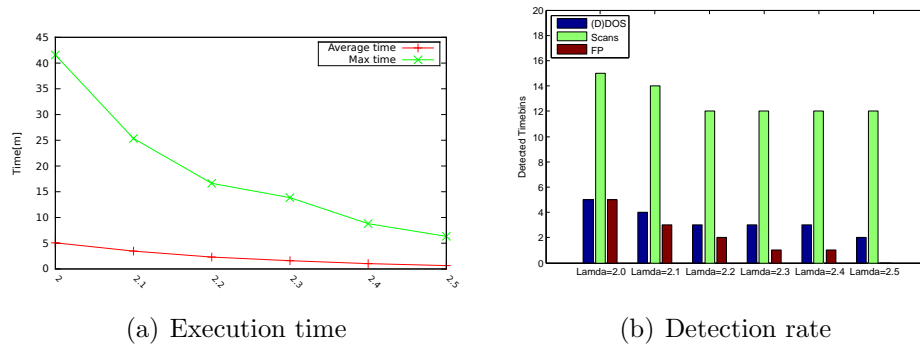 45
40
35
30
25
20
15
10
5
0
Time[m]
Average time
Max time
2
2.1
2.2
2.3
2.4
2.5
(a) Execution time
20
18
16
14
12
10
8
6
4
2
0
Detected Timebins
(D)DOS
Scans
FP
Lamda=2.0 Lamda=2.1 Lamda=2.2 Lamda=2.3 Lamda=2.4 Lamda=2.5
(b) Detection rate